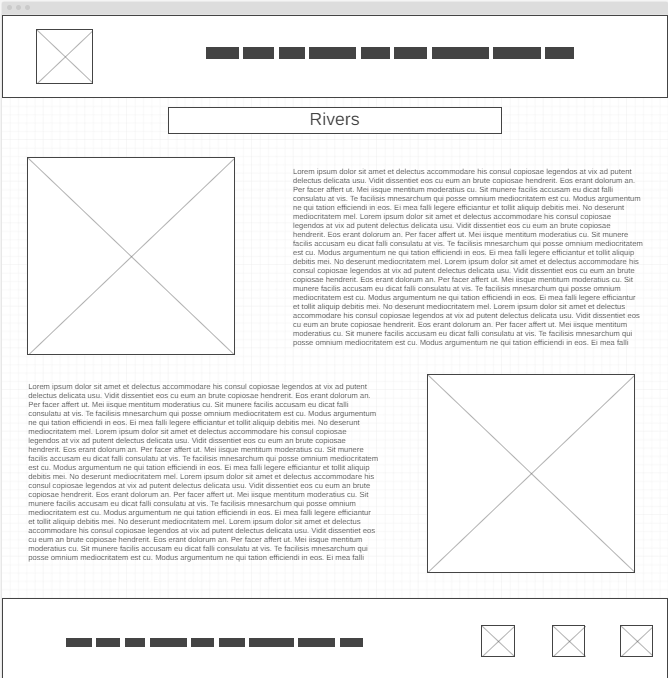 Rivers
Lorem ipsum dolor sit amet et delectus accommodare his consul copiosae legendos at vix ad putent
delectus delicata usu. Vidit dissentiet eos cu eum an brute copiosae hendrerit. Eos erant dolorum an.
Per facer affert ut. Mei iisque mentitum moderatius cu. Sit munere facilis accusam eu dicat falli
consulatu at vis. Te facilisis mnesarchum qui posse omnium mediocritatem est cu. Modus argumentum
ne qui tation efficiendi in eos. Ei mea falli legere efficiantur et tollit aliquip debitis mei. No deserunt
mediocritatem mel. Lorem ipsum dolor sit amet et delectus accommodare his consul copiosae
legendos at vix ad putent delectus delicata usu. Vidit dissentiet eos cu eum an brute copiosae
hendrerit. Eos erant dolorum an. Per facer affert ut. Mei iisque mentitum moderatius cu. Sit munere
facilis accusam eu dicat falli consulatu at vis. Te facilisis mnesarchum qui posse omnium mediocritatem
est cu. Modus argumentum ne qui tation efficiendi in eos. Ei mea falli legere efficiantur et tollit aliquip
debitis mei. No deserunt mediocritatem mel. Lorem ipsum dolor sit amet et delectus accommodare his
consul copiosae legendos at vix ad putent delectus delicata usu. Vidit dissentiet eos cu eum an brute
copiosae hendrerit. Eos erant dolorum an. Per facer affert ut. Mei iisque mentitum moderatius cu. Sit
munere facilis accusam eu dicat falli consulatu at vis. Te facilisis mnesarchum qui posse omnium
mediocritatem est cu. Modus argumentum ne qui tation efficiendi in eos. Ei mea falli legere efficiantur
et tollit aliquip debitis mei. No deserunt mediocritatem mel. Lorem ipsum dolor sit amet et delectus
accommodare his consul copiosae legendos at vix ad putent delectus delicata usu. Vidit dissentiet eos
cu eum an brute copiosae hendrerit. Eos erant dolorum an. Per facer affert ut. Mei iisque mentitum
moderatius cu. Sit munere facilis accusam eu dicat falli consulatu at vis. Te facilisis mnesarchum qui
posse omnium mediocritatem est cu. Modus argumentum ne qui tation efficiendi in eos. Ei mea falli
Lorem ipsum dolor sit amet et delectus accommodare his consul copiosae legendos at vix ad putent
delectus delicata usu. Vidit dissentiet eos cu eum an brute copiosae hendrerit. Eos erant dolorum an.
Per facer affert ut. Mei iisque mentitum moderatius cu. Sit munere facilis accusam eu dicat falli
consulatu at vis. Te facilisis mnesarchum qui posse omnium mediocritatem est cu. Modus argumentum
ne qui tation efficiendi in eos. Ei mea falli legere efficiantur et tollit aliquip debitis mei. No deserunt
mediocritatem mel. Lorem ipsum dolor sit amet et delectus accommodare his consul copiosae
legendos at vix ad putent delectus delicata usu. Vidit dissentiet eos cu eum an brute copiosae
hendrerit. Eos erant dolorum an. Per facer affert ut. Mei iisque mentitum moderatius cu. Sit munere
facilis accusam eu dicat falli consulatu at vis. Te facilisis mnesarchum qui posse omnium mediocritatem
est cu. Modus argumentum ne qui tation efficiendi in eos. Ei mea falli legere efficiantur et tollit aliquip
debitis mei. No deserunt mediocritatem mel. Lorem ipsum dolor sit amet et delectus accommodare his
consul copiosae legendos at vix ad putent delectus delicata usu. Vidit dissentiet eos cu eum an brute
copiosae hendrerit. Eos erant dolorum an. Per facer affert ut. Mei iisque mentitum moderatius cu. Sit
munere facilis accusam eu dicat falli consulatu at vis. Te facilisis mnesarchum qui posse omnium
mediocritatem est cu. Modus argumentum ne qui tation efficiendi in eos. Ei mea falli legere efficiantur
et tollit aliquip debitis mei. No deserunt mediocritatem mel. Lorem ipsum dolor sit amet et delectus
accommodare his consul copiosae legendos at vix ad putent delectus delicata usu. Vidit dissentiet eos
cu eum an brute copiosae hendrerit. Eos erant dolorum an. Per facer affert ut. Mei iisque mentitum
moderatius cu. Sit munere facilis accusam eu dicat falli consulatu at vis. Te facilisis mnesarchum qui
posse omnium mediocritatem est cu. Modus argumentum ne qui tation efficiendi in eos. Ei mea falli